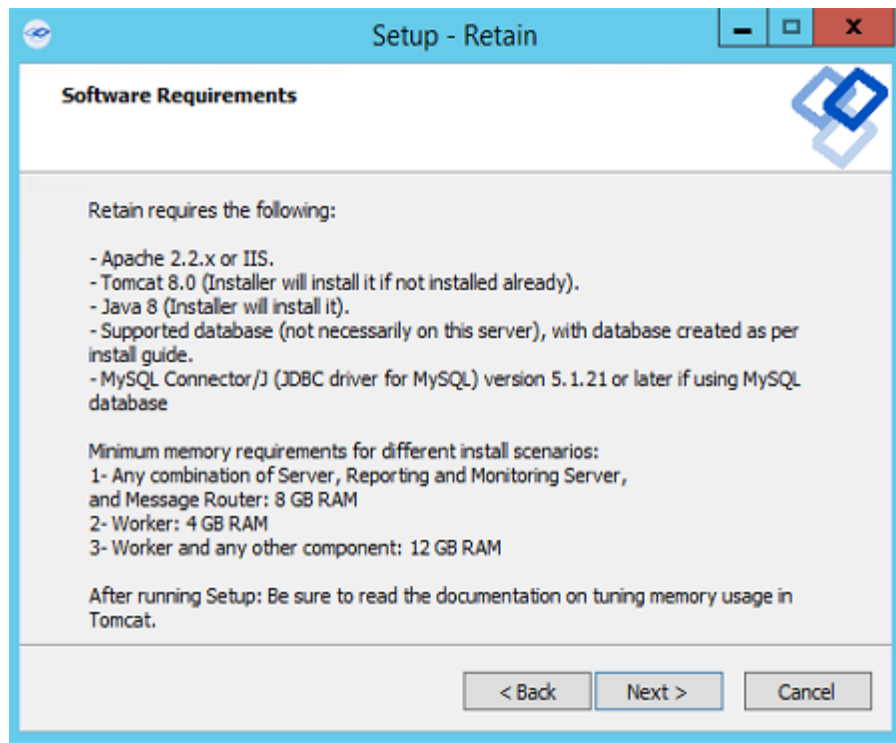 Setup - Retain
Software Requirements
Retain requires the following:
- Apache 2.2.x or IIS.
- Tomcat 8.0 (Installer will install it if not installed already).
- Java 8 (Installer will install it).
- Supported database (not necessarily on this server), with database created as per
install guide.
- MySQL Connector/J (JDBC driver for MySQL) version 5.1.21 or later if using MySQL
database
Minimum memory requirements for different install scenarios:
1- Any combination of Server, Reporting and Monitoring Server,
and Message Router: 8 GB RAM
2- Worker: 4 GB RAM
3- Worker and any other component: 12 GB RAM
After running Setup: Be sure to read the documentation on tuning memory usage in
Tomcat.
< Back Next > Cancel